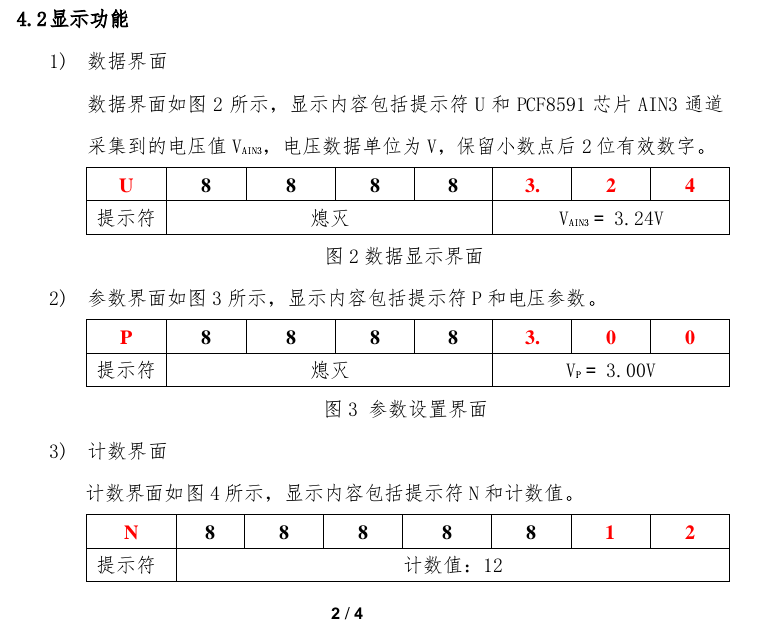 4.2显示功能
1) 数据界面
数据界面如图 2 所示，显示内容包括提示符 U 和 PCF8591 芯片 AIN3 通道
采集到的电压值 VAIN3，电压数据单位为 V，保留小数点后 2 位有效数字。
U 8 8 8 8 3. 2 4
提示符 熄灭 VAIN3 = 3.24V
图 2 数据显示界面
2) 参数界面如图 3 所示，显示内容包括提示符 P 和电压参数。
P 8 8 8 8 3. 0 0
提示符 熄灭 VP = 3.00V
图 3 参数设置界面
3) 计数界面
计数界面如图 4 所示，显示内容包括提示符 N 和计数值。
N 8 8 8 8 8 1 2
提示符 计数值: 12
2 / 4